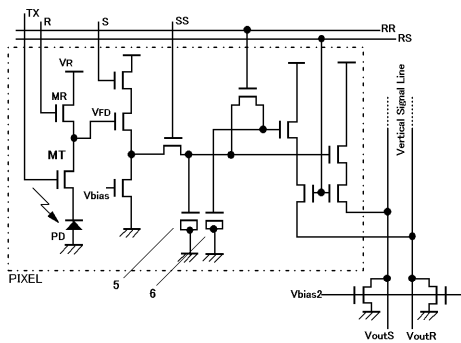 TX
R
S
SS
RR
RS
VR
MR
VFD
MT
Vbias
PD
5
6
PIXEL
Vertical Signal Line
Vbias2
VoutS
VoutR